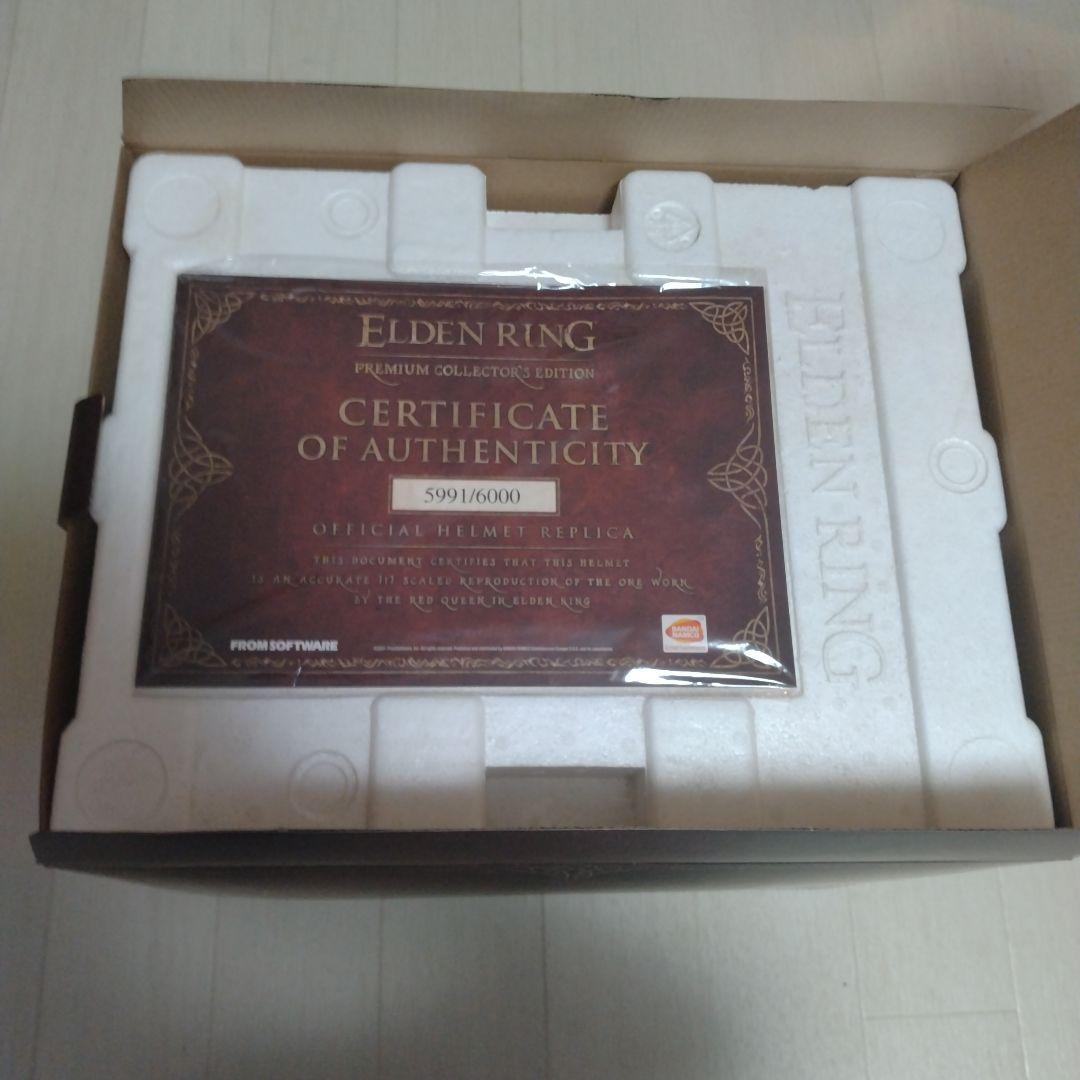 ELDEN RING
PREMIUM COLLECTOR'S EDITION
CERTIFICATE
OF AUTHENTICITY
5991/6000
OFFICIAL HELMET REPLICA
THIS DOCUMENT CERTIFIES THAT THIS HELMET
IS AN ACCURATE 1:1 SCALED REPRODUCTION OF THE ONE WORN
BY THE RED QUEEN IN ELDEN RING
FROMSOFTWARE
BANDAI
NAMCO
ELDEN RING